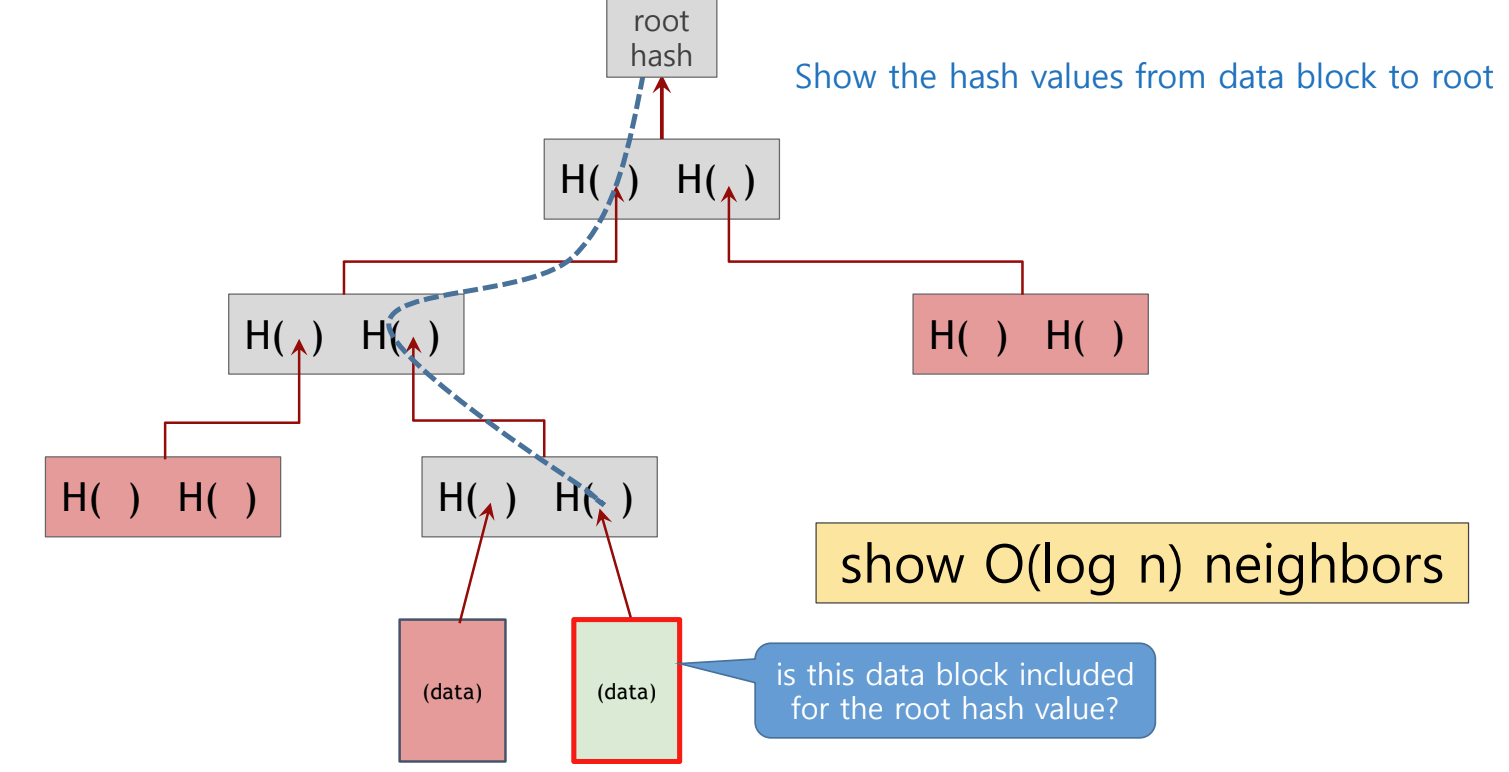 root
hash
Show the hash values from data block to root
H( ) H( )
H( ) H( )
H( ) H( )
H( ) H( )
H( ) H( )
show O(log n) neighbors
(data)
(data)
is this data block included
for the root hash value?